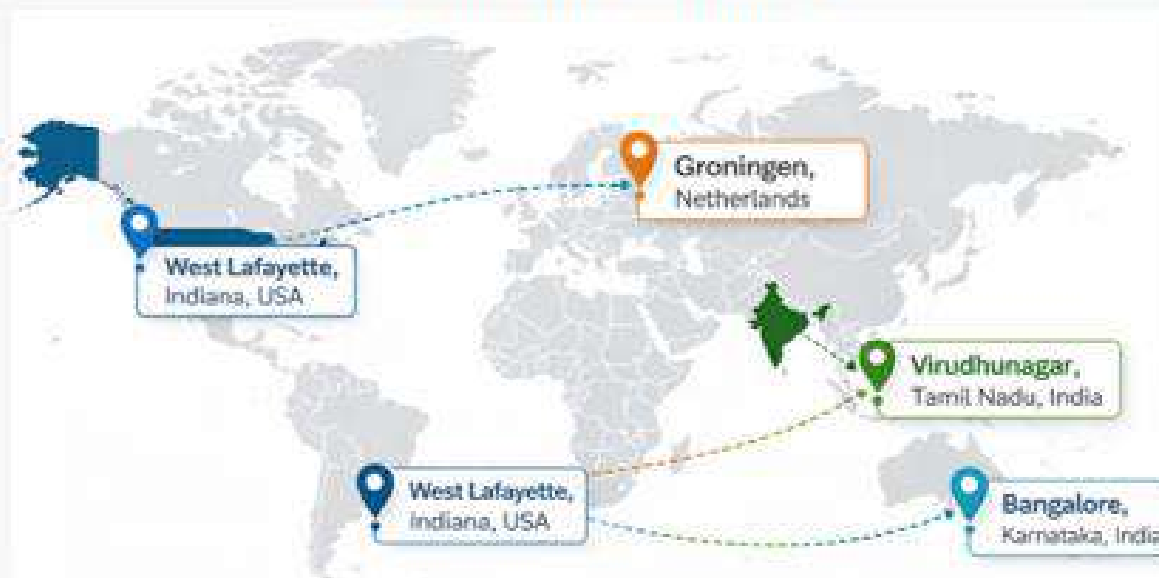 Groningen,
Netherlands
West Lafayette,
Indiana, USA
Virudhunagar,
Tamil Nadu, India
West Lafayette,
Indiana, USA
Bangalore,
Karnataka, India